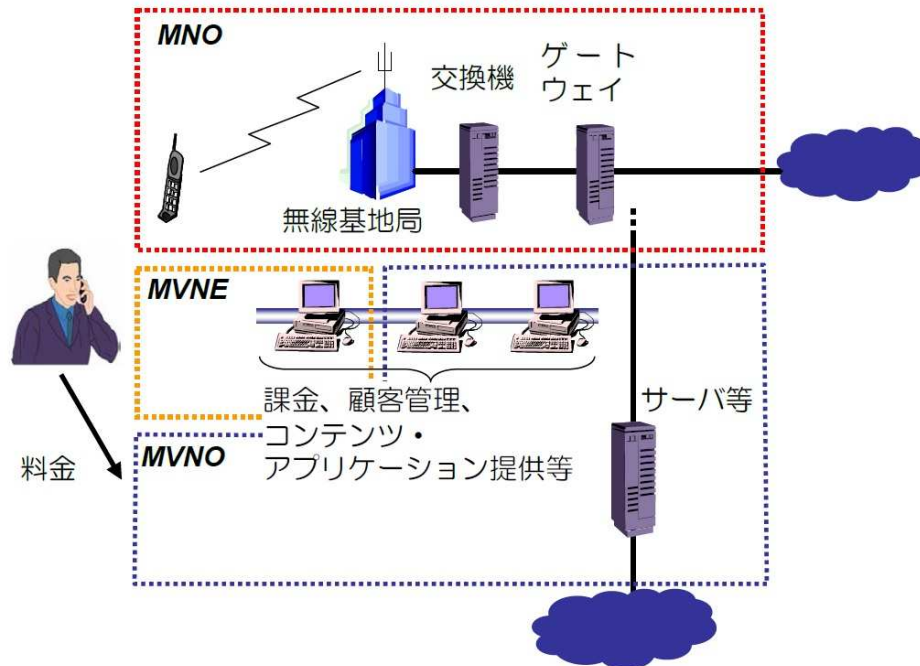 MNO
交換機
ゲート
ウェイ
無線基地局
MVNE
課金、顧客管理、
コンテンツ・
アプリケーション提供等
サーバ等
MVNO
料金